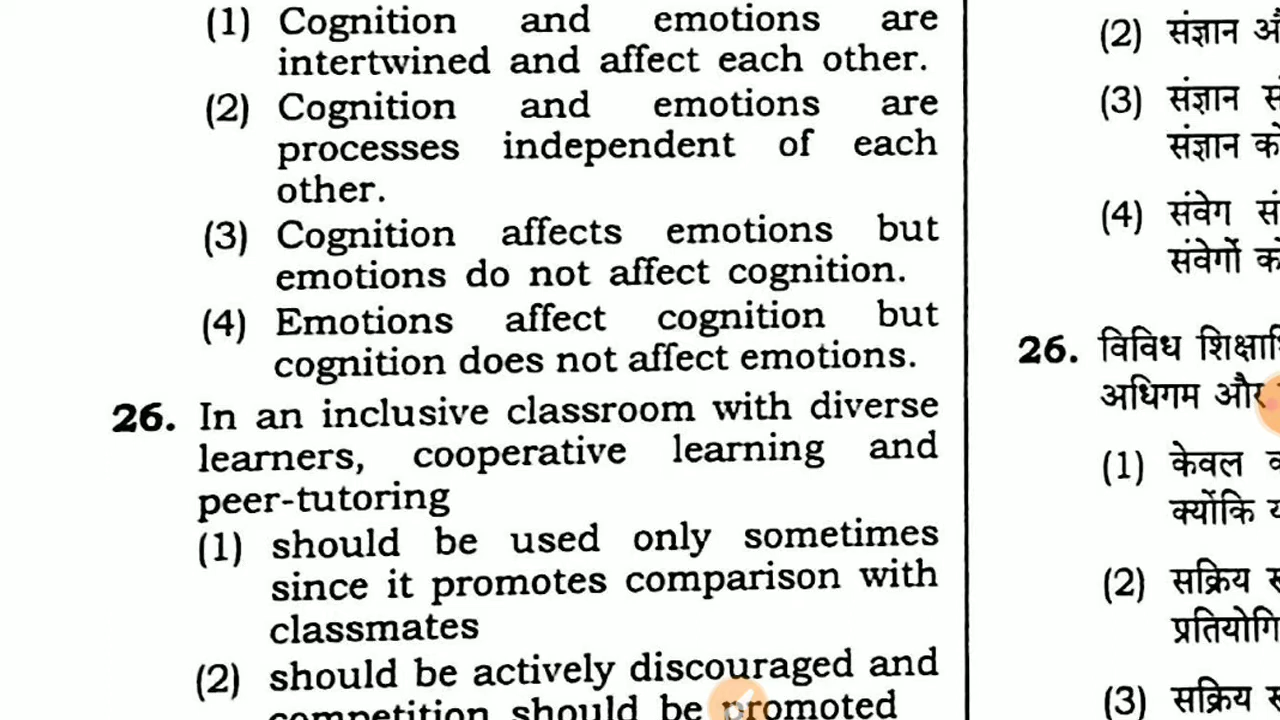 (1) Cognition and emotions are
intertwined and affect each other.
(2) Cognition and emotions are
processes independent of each
other.
(3) Cognition affects emotions but
emotions do not affect cognition.
(4) Emotions affect cognition but
cognition does not affect emotions.
26. In an inclusive classroom with diverse
learners, cooperative learning and
peer-tutoring
(1) should be used only sometimes
since it promotes comparison with
classmates
(2) should be actively discouraged and
competition should be promoted
(2) संज्ञान
(3) संज्ञान
संज्ञान
(4) संवेग
संवेगों
26. विविध
अधिगम और
(1) केवल
क्योंकि
(2) सक्रिय
(3) सक्रिय